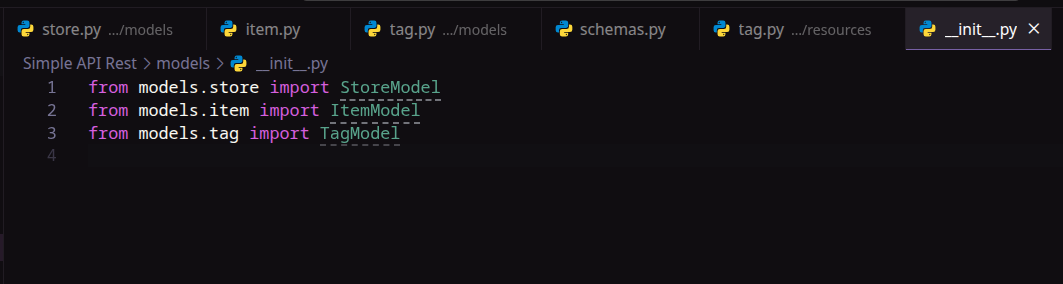 store.py .../models item.py tag.py .../models schemas.py tag.py .../resources __init__.py ×
Simple API Rest > models > __init__.py
1 from models.store import StoreModel
2 from models.item import ItemModel
3 from models.tag import TagModel
4